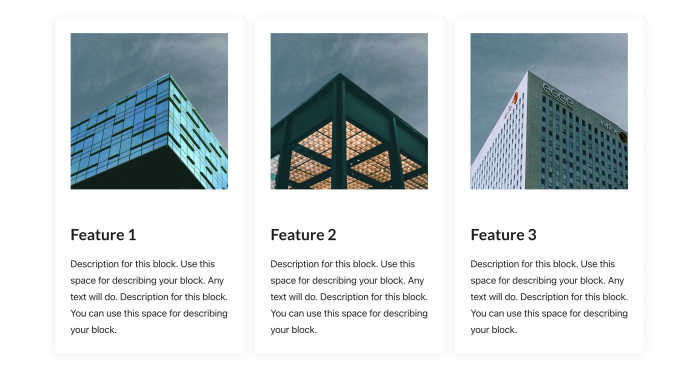 Feature 1
Description for this block. Use this
space for describing your block. Any
text will do. Description for this block.
You can use this space for describing
your block.
Feature 2
Description for this block. Use this
space for describing your block. Any
text will do. Description for this block.
You can use this space for describing
your block.
Feature 3
Description for this block. Use this
space for describing your block. Any
text will do. Description for this block.
You can use this space for describing
your block.